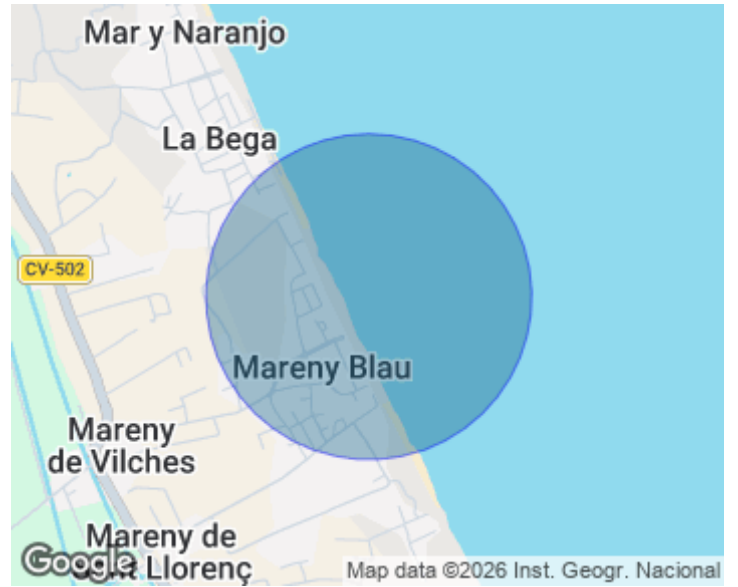 Mar y Naranjo
La Bega
CV-502
Mareny Blau
Mareny
de Vilches
Mareny de
Sant Llorenç
Google
Map data ©2026 Inst. Geogr. Nacional